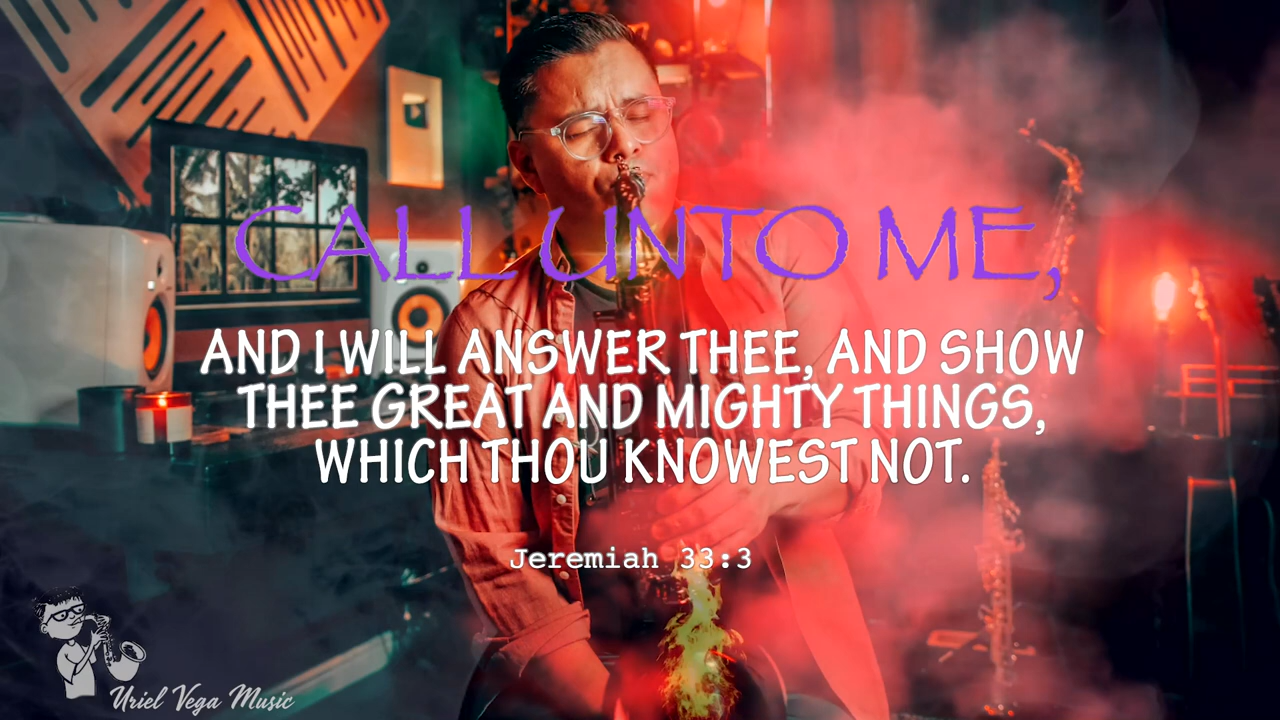 CALL UNTO ME,
AND I WILL ANSWER THEE, AND SHOW
THEE GREAT AND MIGHTY THINGS,
WHICH THOU KNOWEST NOT.
Jeremiah 33:3
Uriel Vega Music